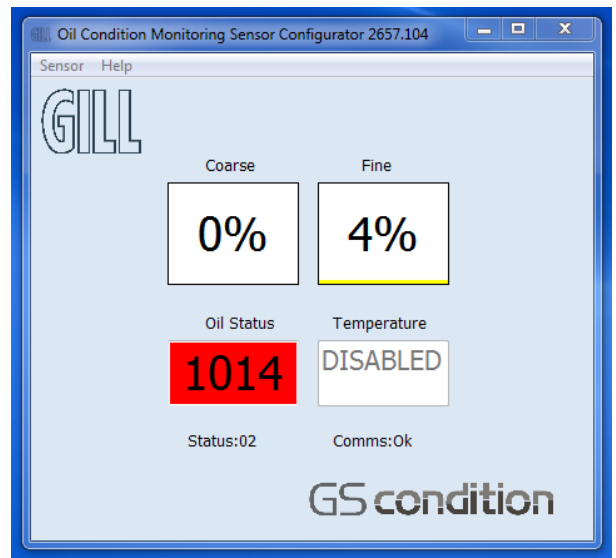 Oil Condition Monitoring Sensor Configurator 2657.104
Sensor Help
GILL
Coarse Fine
0% 4%
Oil Status Temperature
1014 DISABLED
Status:02 Comms:Ok
GS condition